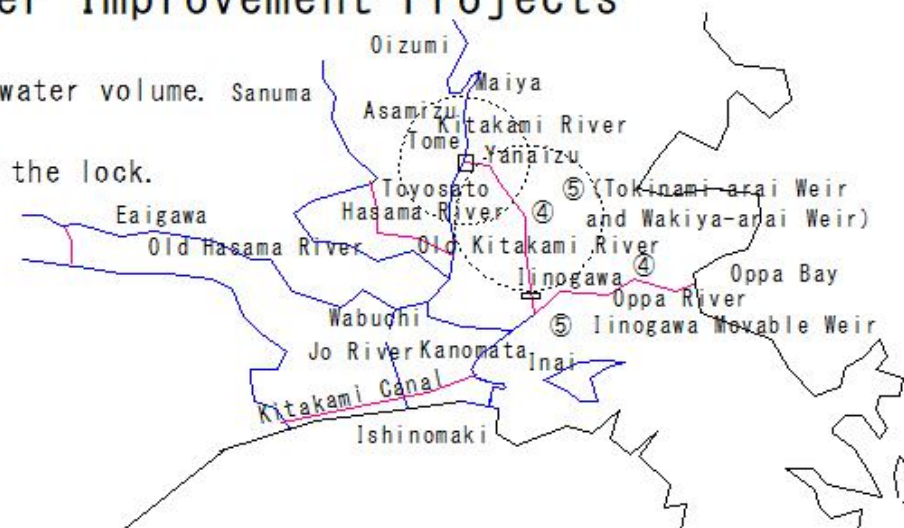 er Improvement Projects
Oizumi
water volume.
Sanuma
Maiya
Asamizu
Kitakami River
Tome
Yanaizu
the lock.
Toyosato
⑤ (Tokinami-arai Weir
and Wakiya-arai Weir)
Hasama River
④
Eaigawa
Old Hasama River
Old Kitakami River
④
Iinogawa
Oppa Bay
Oppa River
Wabuchi
⑤ Iinogawa Movable Weir
Jo River
Kanomata
Inai
Kitakami Canal
Ishinomaki